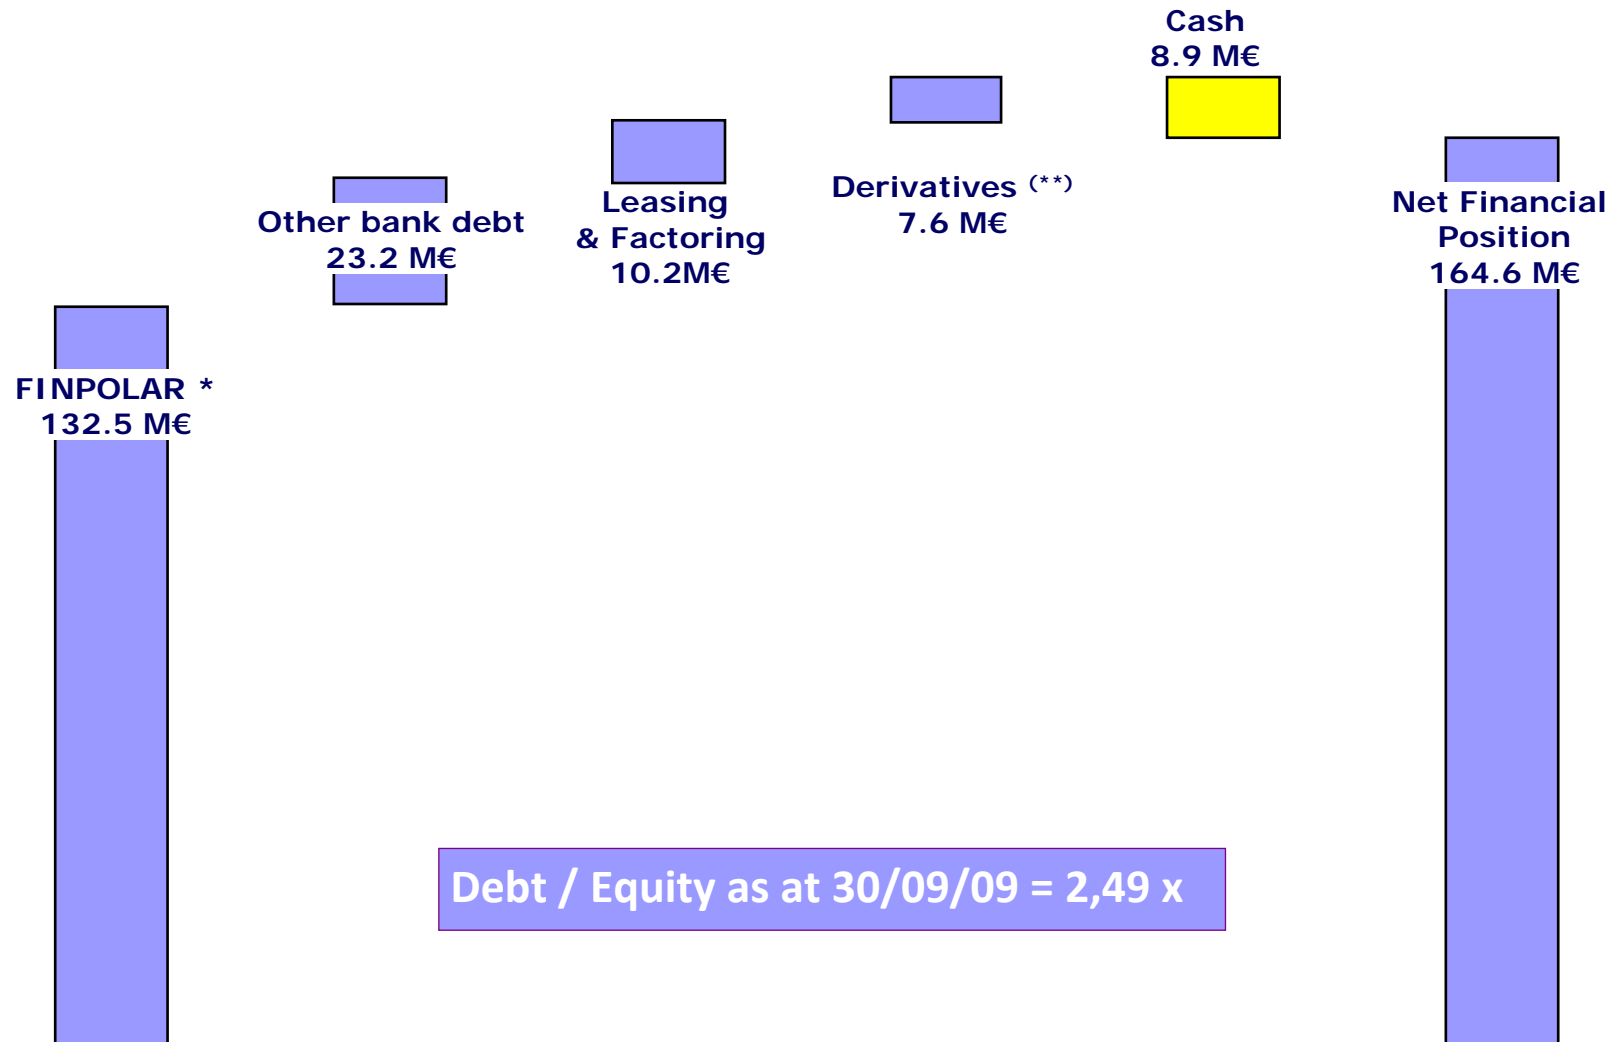 Cash
8.9 M€
Other bank debt
23.2 M€
Leasing
& Factoring
10.2M€
Derivatives (**)
7.6 M€
Net Financial
Position
164.6 M€
FINPOLAR *
132.5 M€
Debt / Equity as at 30/09/09 = 2,49 x